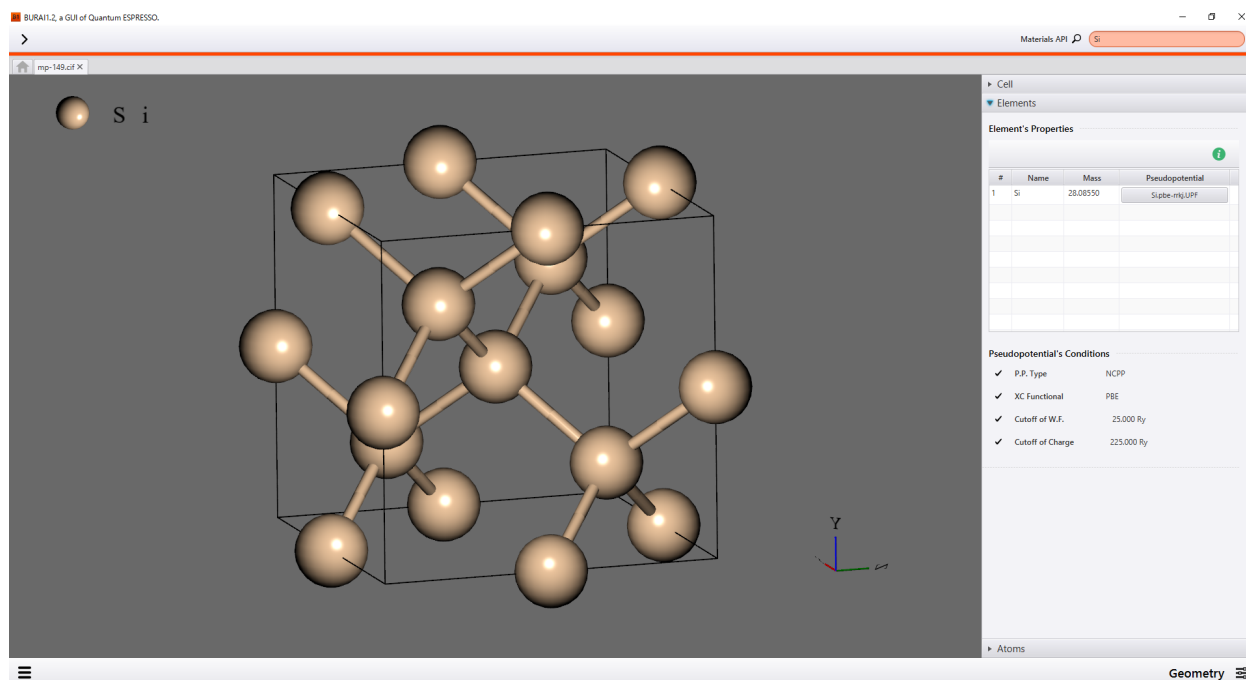 BURAI1.2, a GUI of Quantum ESPRESSO.
Materials API Si
mp-149.cif
S i
Cell
Elements
Element's Properties
# Name Mass Pseudopotential
1 Si 28.08550 Si.pbe-rrkj.UPF
Pseudopotential's Conditions
P.P. Type NCPP
XC Functional PBE
Cutoff of W.F. 25.000 Ry
Cutoff of Charge 225.000 Ry
Y
Atoms
Geometry